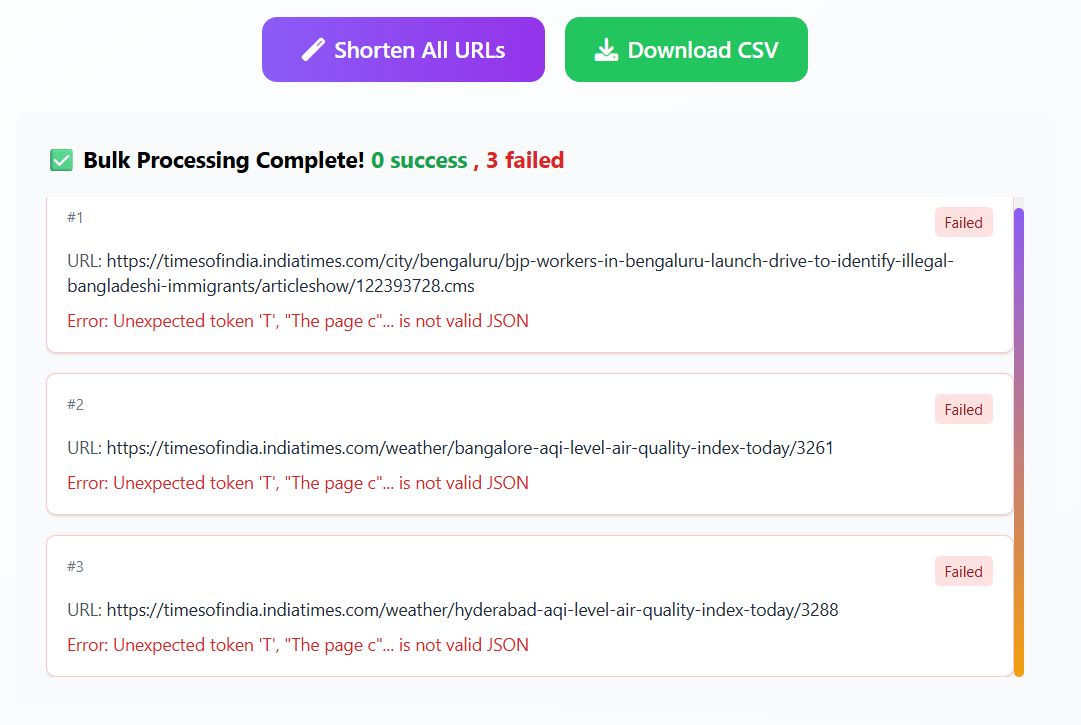 Shorten All URLs
Download CSV
Bulk Processing Complete! 0 success , 3 failed
#1
Failed
URL: https://timesofindia.indiatimes.com/city/bengaluru/bjp-workers-in-bengaluru-launch-drive-to-identify-illegal-
bangladeshi-immigrants/articleshow/122393728.cms
Error: Unexpected token 'T', "The page c"... is not valid JSON
#2
Failed
URL: https://timesofindia.indiatimes.com/weather/bangalore-aqi-level-air-quality-index-today/3261
Error: Unexpected token 'T', "The page c"... is not valid JSON
#3
Failed
URL: https://timesofindia.indiatimes.com/weather/hyderabad-aqi-level-air-quality-index-today/3288
Error: Unexpected token 'T', "The page c"... is not valid JSON